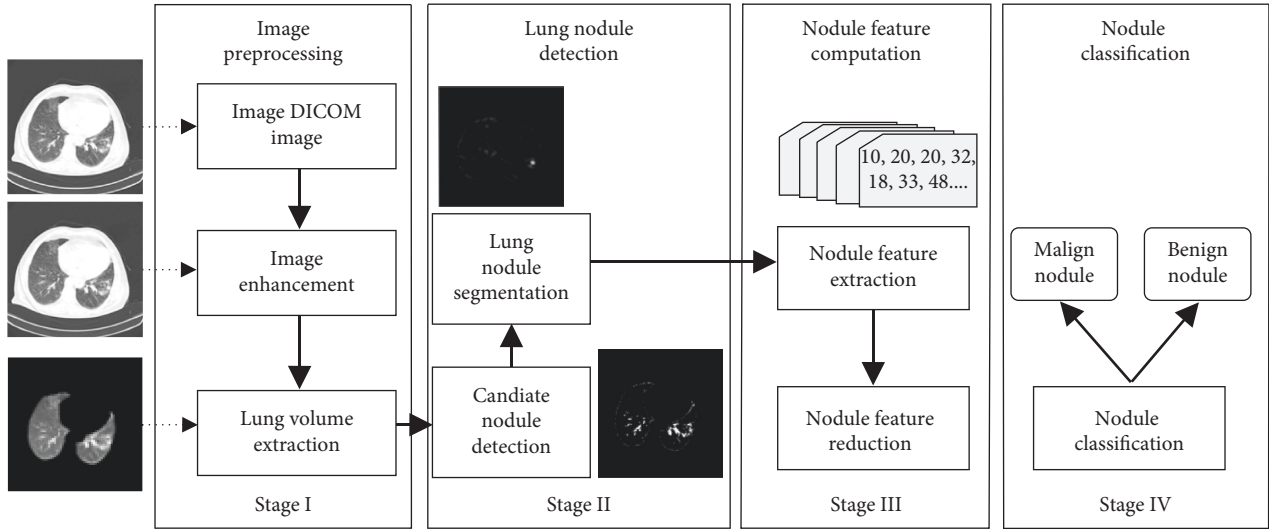 Image
preprocessing
Image DICOM
image
Image
enhancement
Lung volume
extraction
Stage I
Lung nodule
detection
Lung
nodule
segmentation
Candiate
nodule
detection
Stage II
Nodule feature
computation
10, 20, 20, 32,
18, 33, 48....
Nodule feature
extraction
Nodule feature
reduction
Stage III
Nodule
classification
Malign
nodule
Benign
nodule
Nodule
classification
Stage IV